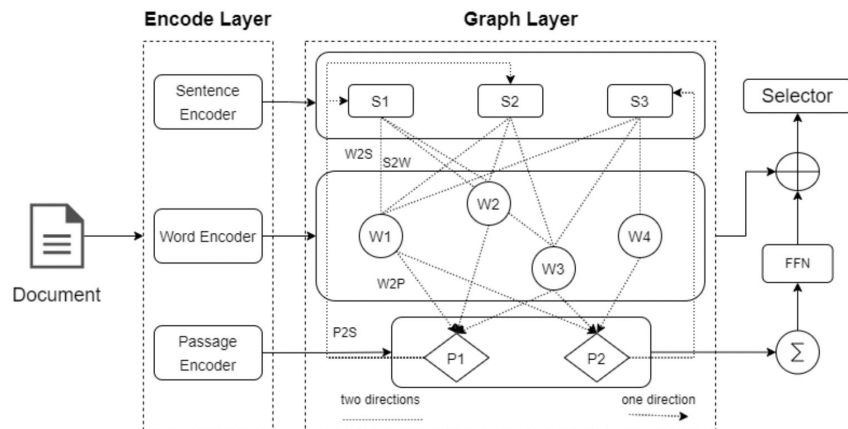 Encode Layer
Graph Layer
Sentence
Encoder
S1
S2
S3
Selector
W2S
S2W
W2
Document
Word Encoder
W1
W4
W3
FFN
W2P
P2S
Passage
Encoder
P1
P2
Σ
two directions
one direction